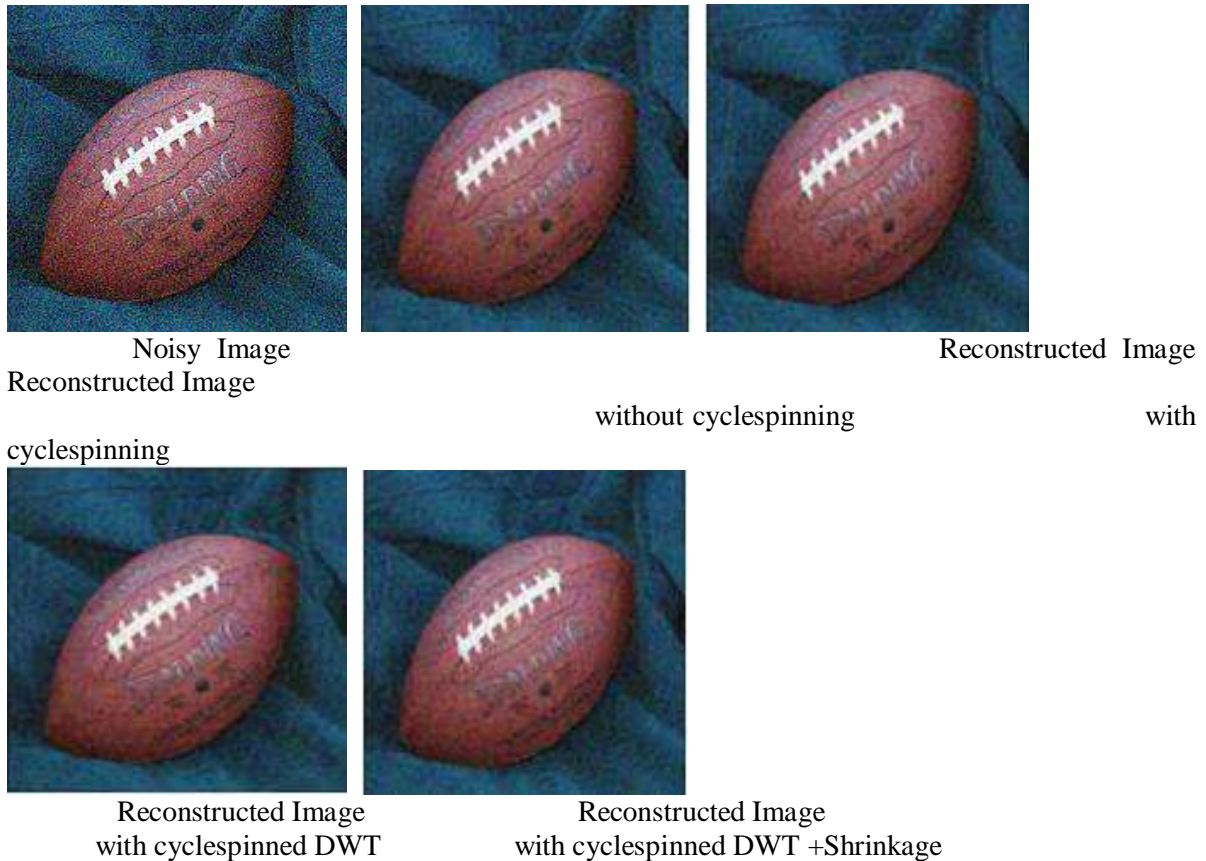 SPALDING
Noisy Image Reconstructed Image
Reconstructed Image
without cyclespinning with
cyclespinning
Reconstructed Image Reconstructed Image
with cyclespinned DWT with cyclespinned DWT +Shrinkage